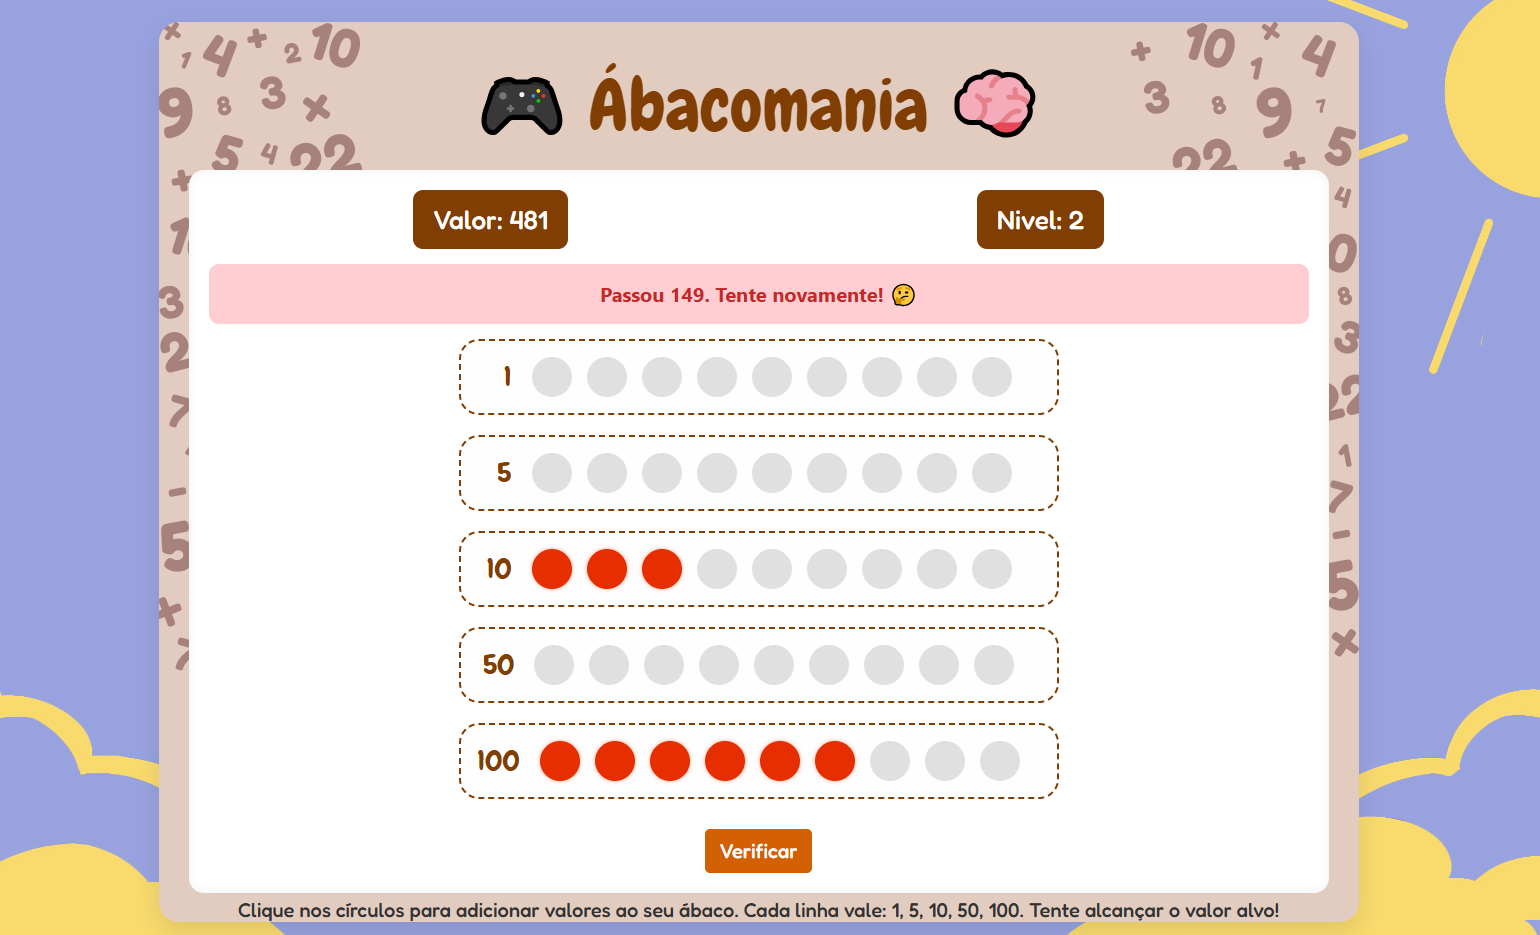 Ábacomania
Valor: 481
Nivel: 2
Passou 149. Tente novamente! 🤔
1
5
10
50
100
Verificar
Clique nos círculos para adicionar valores ao seu ábaco. Cada linha vale: 1, 5, 10, 50, 100. Tente alcançar o valor alvo!